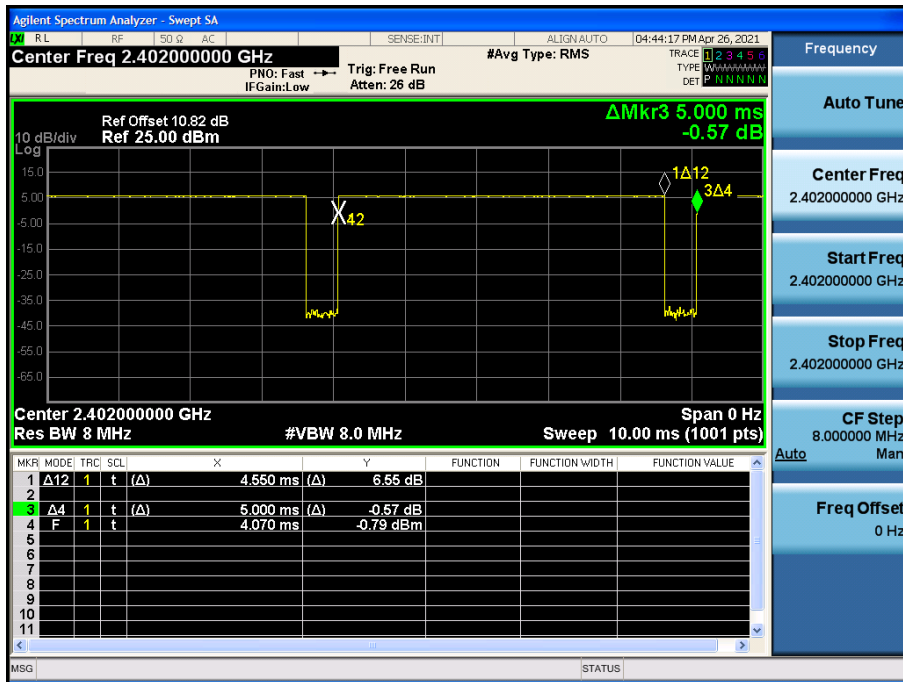 Agilent Spectrum Analyzer - Swept SA
LXI RL RF 50 Ω AC SENSE:INT ALIGN AUTO 04:44:17 PM Apr 26, 2021
Center Freq 2.402000000 GHz #Avg Type: RMS TRACE 1 2 3 4 5 6
PNO: Fast Trig: Free Run TYPE WWWWWW
IFGain:Low Atten: 26 dB DET P N N N N N
Frequency
Auto Tune
Center Freq
2.402000000 GHz
Start Freq
2.402000000 GHz
Stop Freq
2.402000000 GHz
CF Step
8.000000 MHz
Auto Man
Freq Offset
0 Hz
Ref Offset 10.82 dB ΔMkr3 5.000 ms
10 dB/div Ref 25.00 dBm -0.57 dB
Log
15.0
5.00
-5.00
-15.0
-25.0
-35.0
-45.0
-55.0
-65.0
1Δ12
3Δ4
42
Center 2.402000000 GHz Span 0 Hz
Res BW 8 MHz #VBW 8.0 MHz Sweep 10.00 ms (1001 pts)
MKR MODE TRC SCL X Y FUNCTION FUNCTION WIDTH FUNCTION VALUE
1 Δ12 1 t (Δ) 4.550 ms (Δ) 6.55 dB
2
3 Δ4 1 t (Δ) 5.000 ms (Δ) -0.57 dB
4 F 1 t 4.070 ms -0.79 dBm
5
6
7
8
9
10
11
MSG STATUS